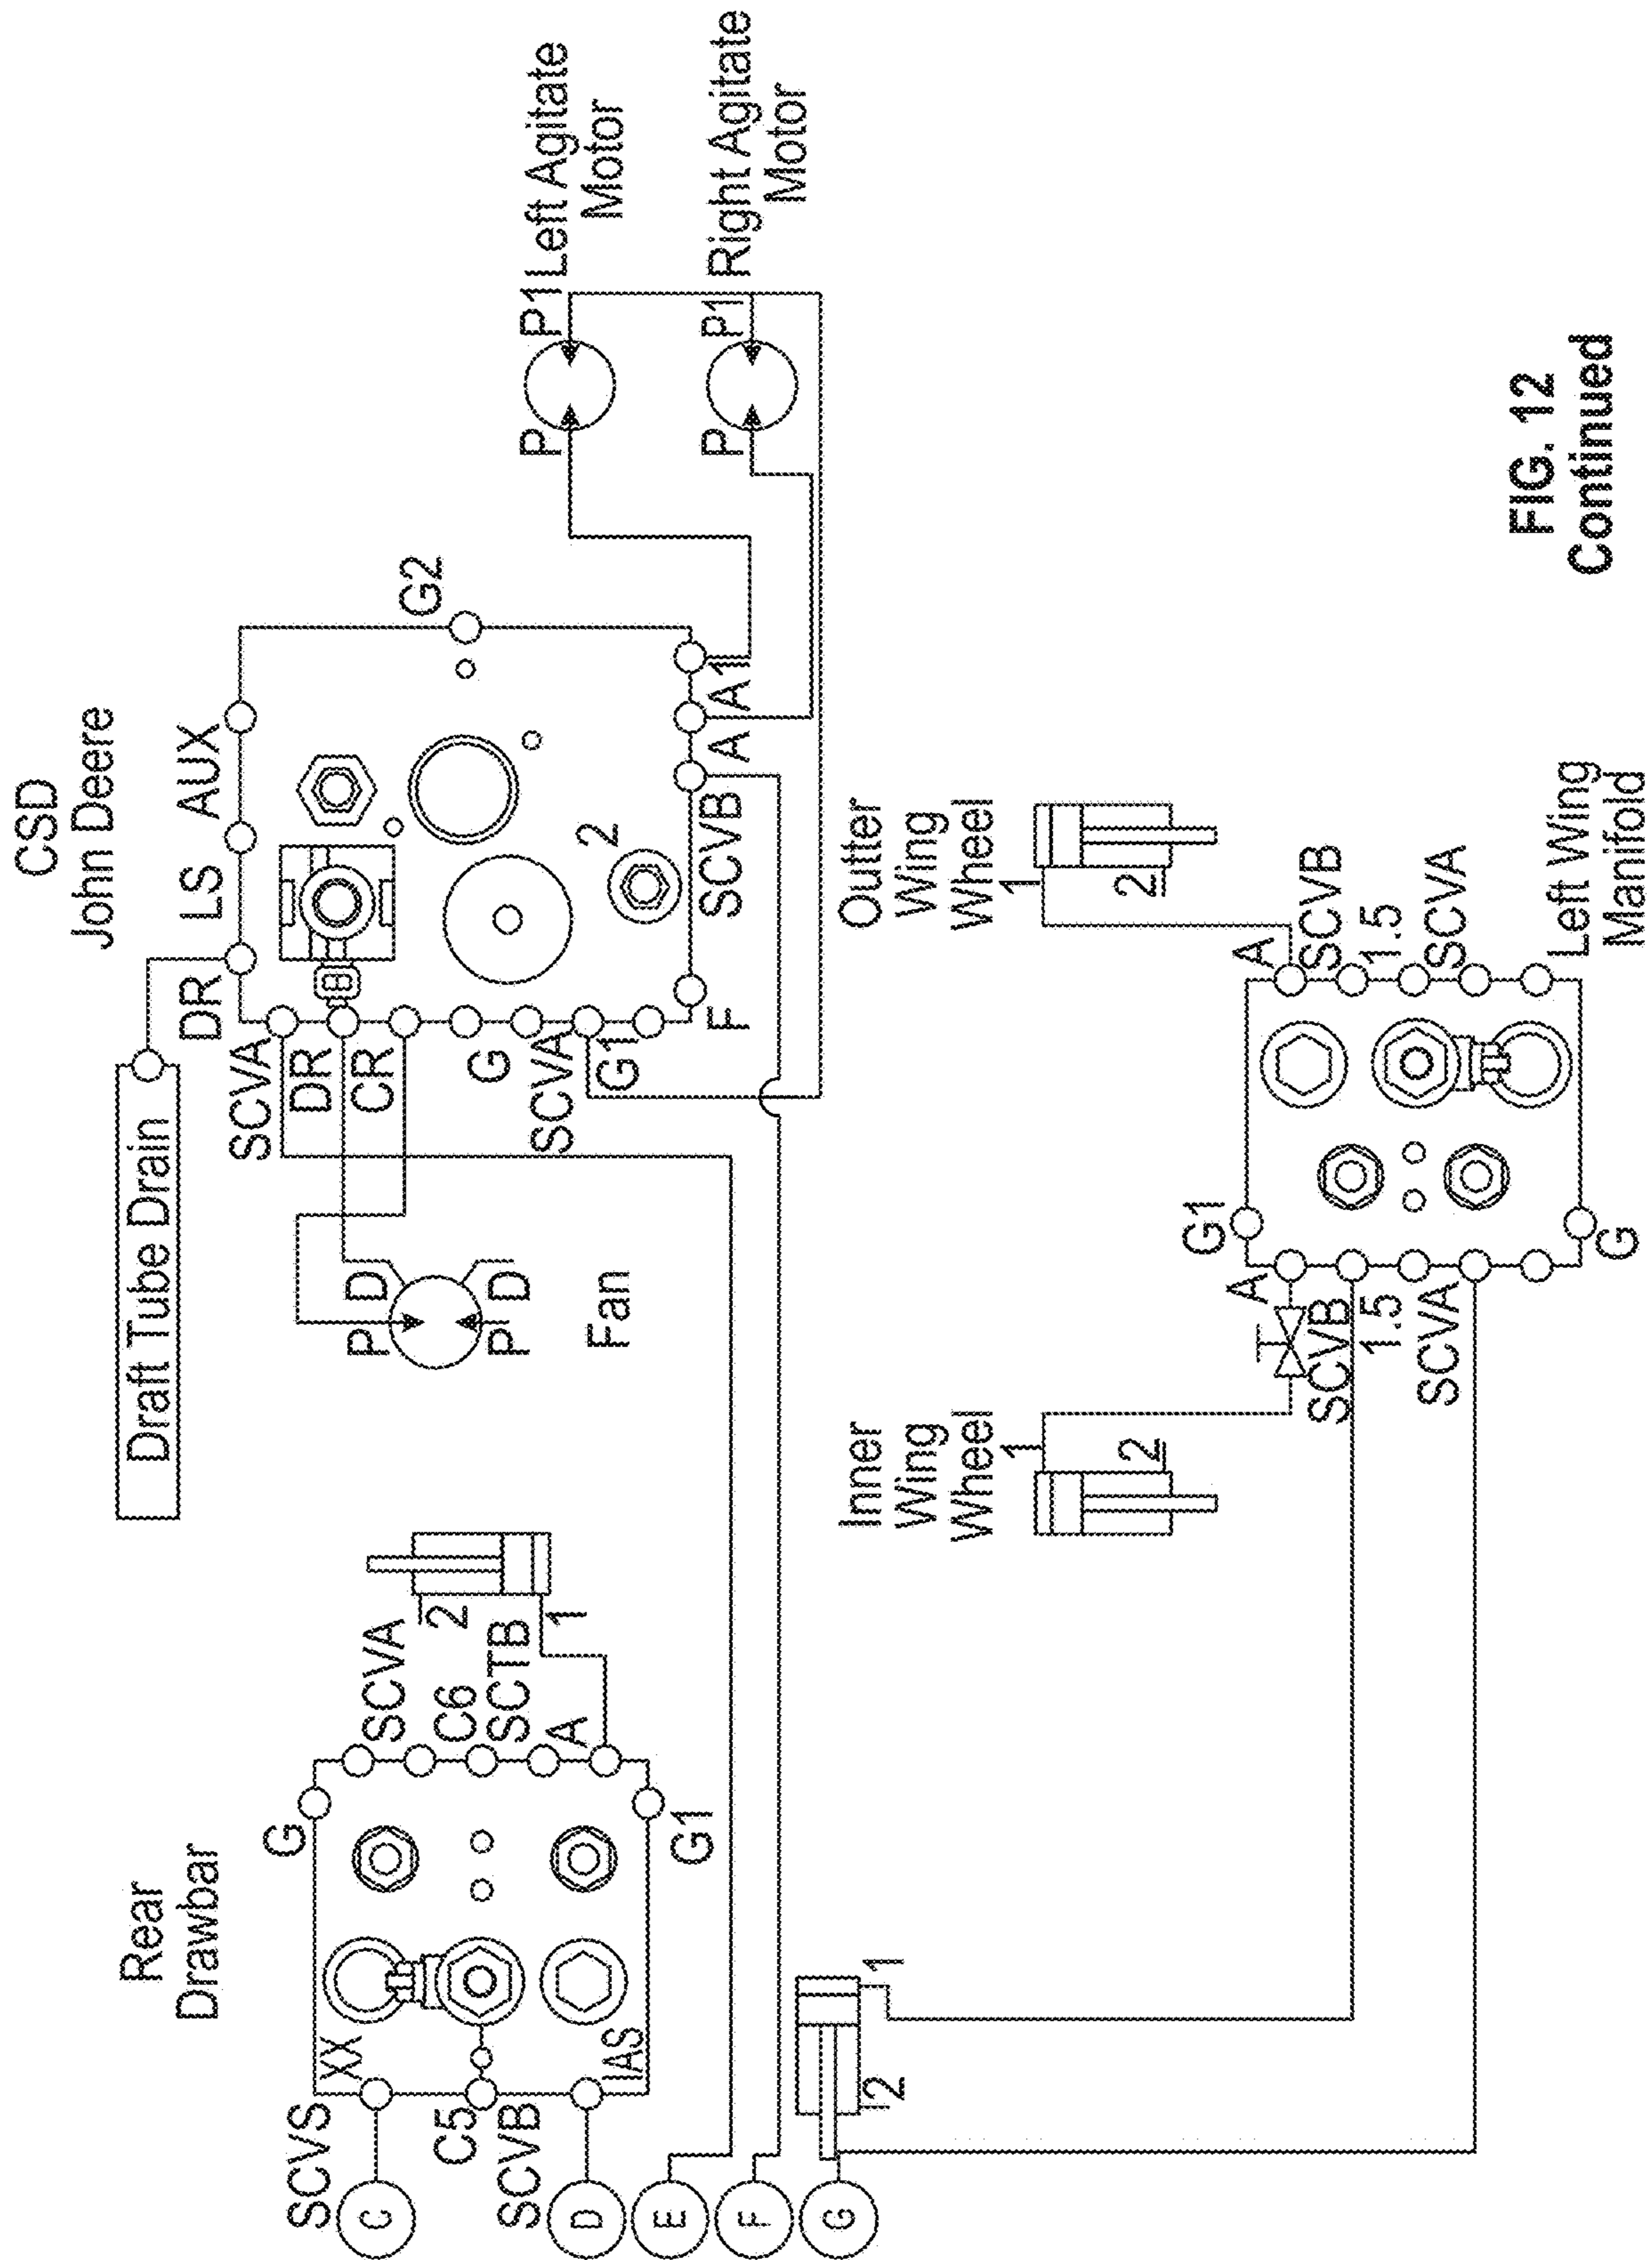 Rear
Drawbar
G
SCVS
XX
C5
SCVB
IAS
SCVA
C6
SCTB
A
G1
2
1
C
D
E
F
G
Draft Tube Drain
CSD
John Deere
DR
LS
AUX
SCVA
DR
CR
G
SCVA
G1
F
SCVB
A
A1
G2
2
P
D
P
D
Fan
P
P1
Left Agitate
Motor
P
P1
Right Agitate
Motor
2
1
Inner
Wing
Wheel
1
2
Outter
Wing
Wheel
1
2
G1
A
SCVB
1.5
SCVA
G
A
SCVB
1.5
SCVA
Left Wing
Manifold
FIG. 12
Continued